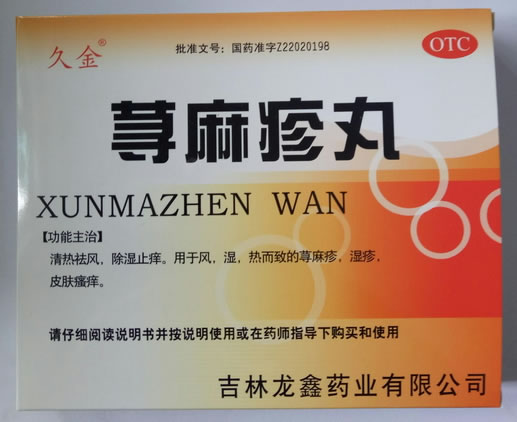 久金®
批准文号：国药准字Z22020198
OTC
荨麻疹丸
XUNMAZHEN WAN
【功能主治】
清热祛风，除湿止痒。用于风，湿，热而致的荨麻疹，湿疹，
皮肤瘙痒。
请仔细阅读说明书并按说明使用或在药师指导下购买和使用
吉林龙鑫药业有限公司